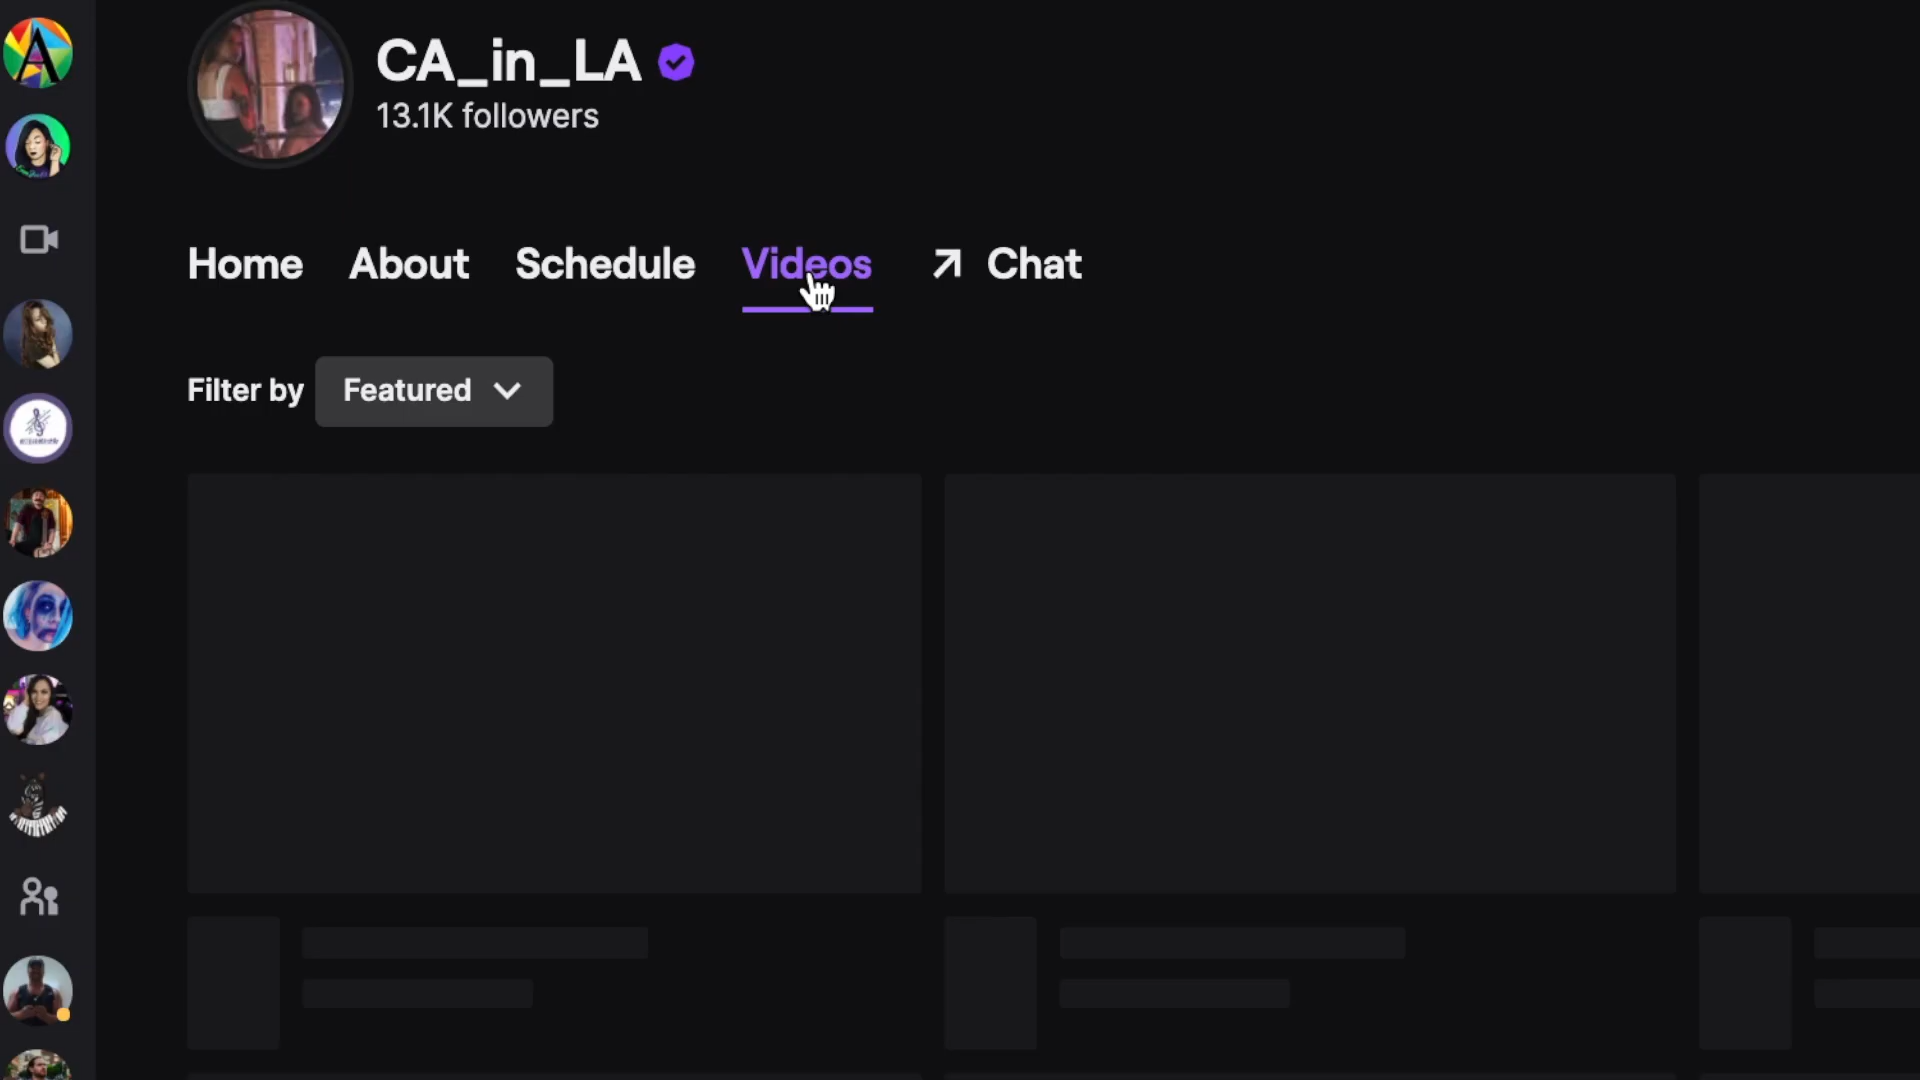 CA_in_LA
13.1K followers
Home About Schedule Videos Chat
Filter by Featured